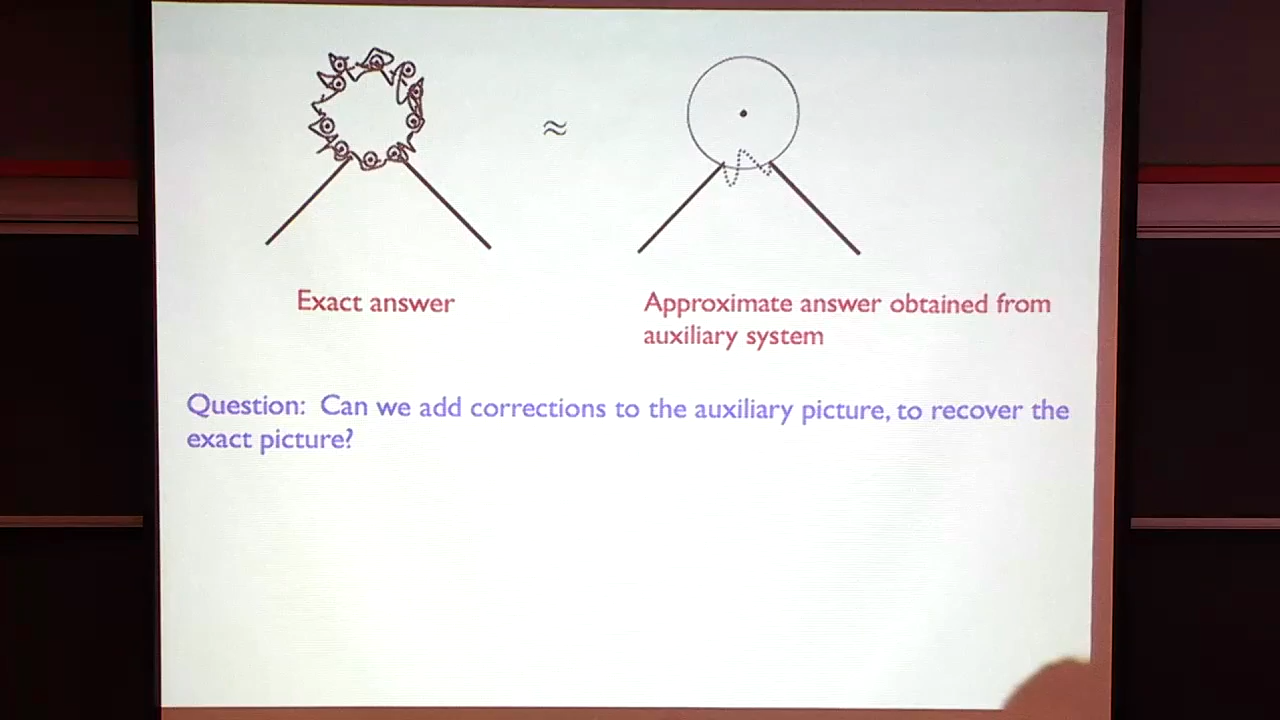 ≈
Exact answer
Approximate answer obtained from
auxiliary system
Question: Can we add corrections to the auxiliary picture, to recover the
exact picture?